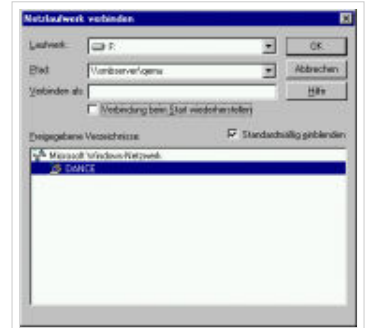 Netzlaufwerk verbinden
Laufwerk: F:
OK
Pfad: \\smbserver\qemu
Abbrechen
Verbinden als:
Hilfe
Verbindung beim Start wiederherstellen
Freigegebene Verzeichnisse:
Standardmäßig einblenden
Microsoft Windows-Netzwerk
DANCE